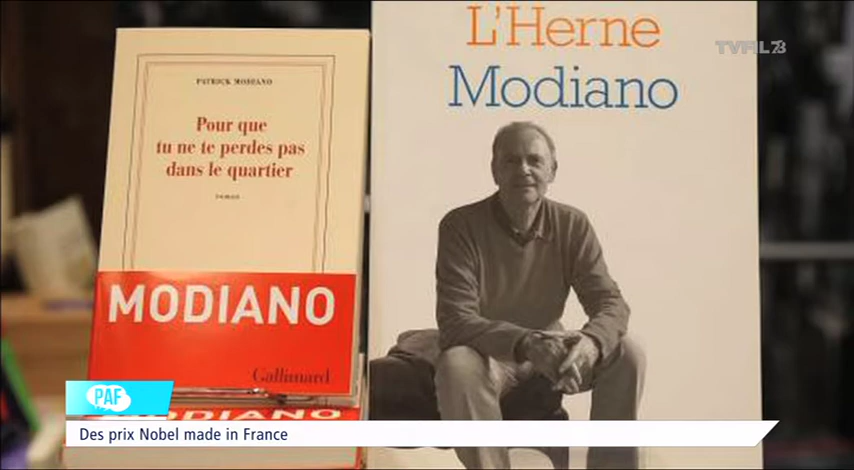 L'Herne
Modiano
TVFIL78
PATRICK MODIANO
Pour que
tu ne te perdes pas
dans le quartier
roman
MODIANO
Gallimard
MODIANO
PAF
Des prix Nobel made in France